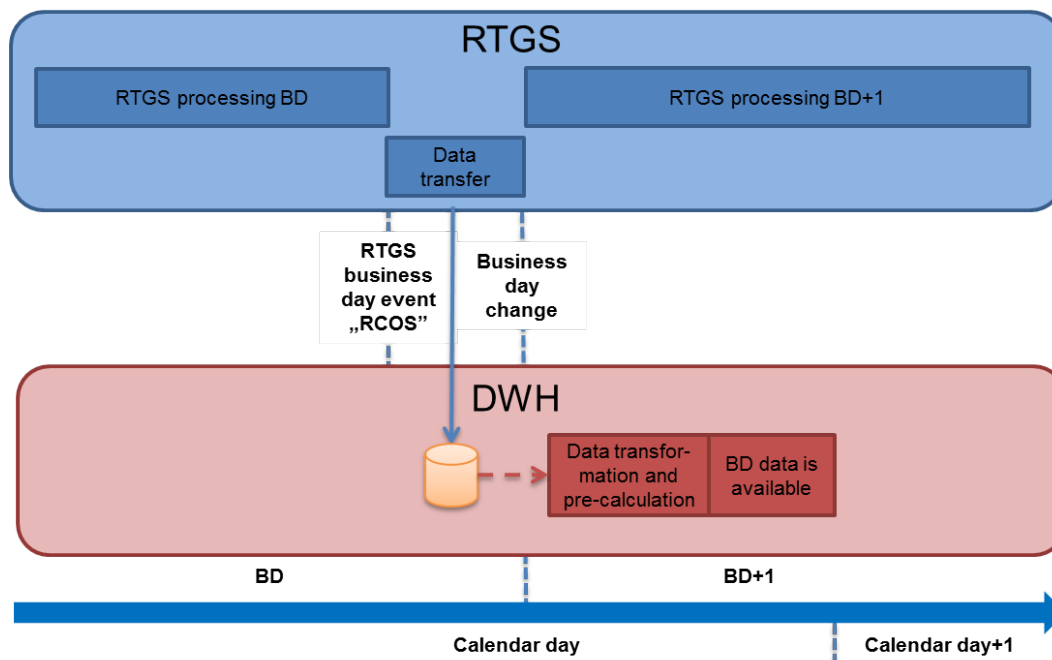 RTGS
RTGS processing BD
RTGS processing BD+1
Data
transfer
RTGS
business
day event
„RCOS”
Business
day
change
DWH
Data transfor-
mation and
pre-calculation
BD data is
available
BD
BD+1
Calendar day
Calendar day+1